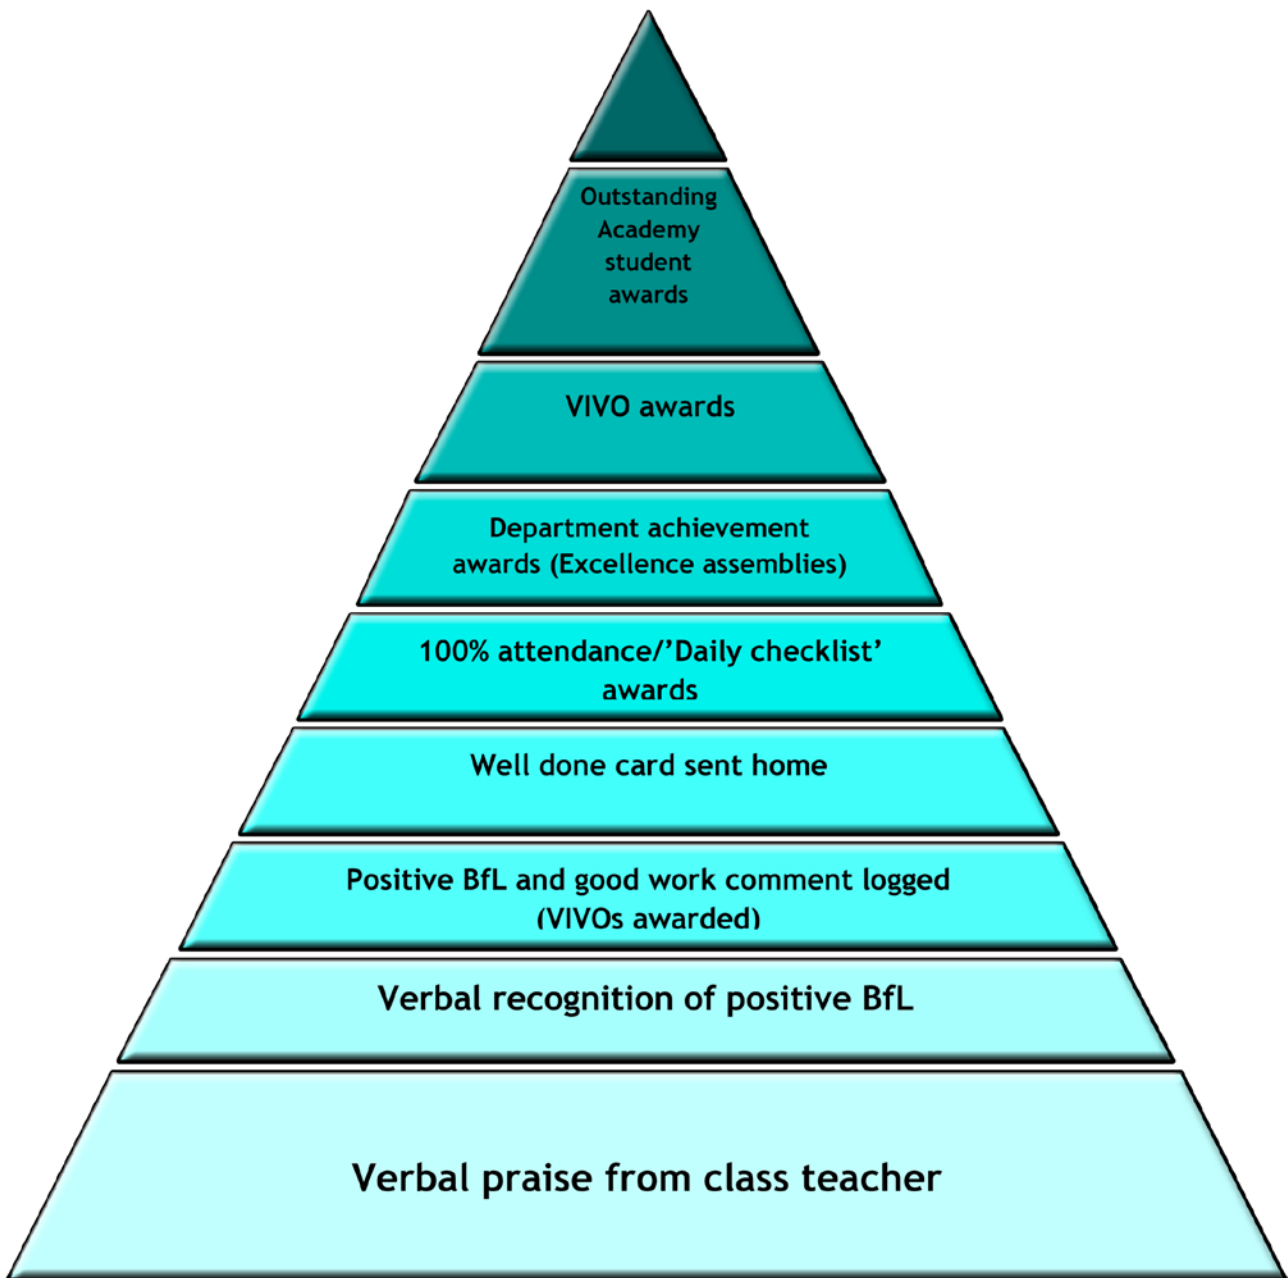 Outstanding
Academy
student
awards
VIVO awards
Department achievement
awards (Excellence assemblies)
100% attendance/’Daily checklist’
awards
Well done card sent home
Positive BfL and good work comment logged
(VIVOs awarded)
Verbal recognition of positive BfL
Verbal praise from class teacher